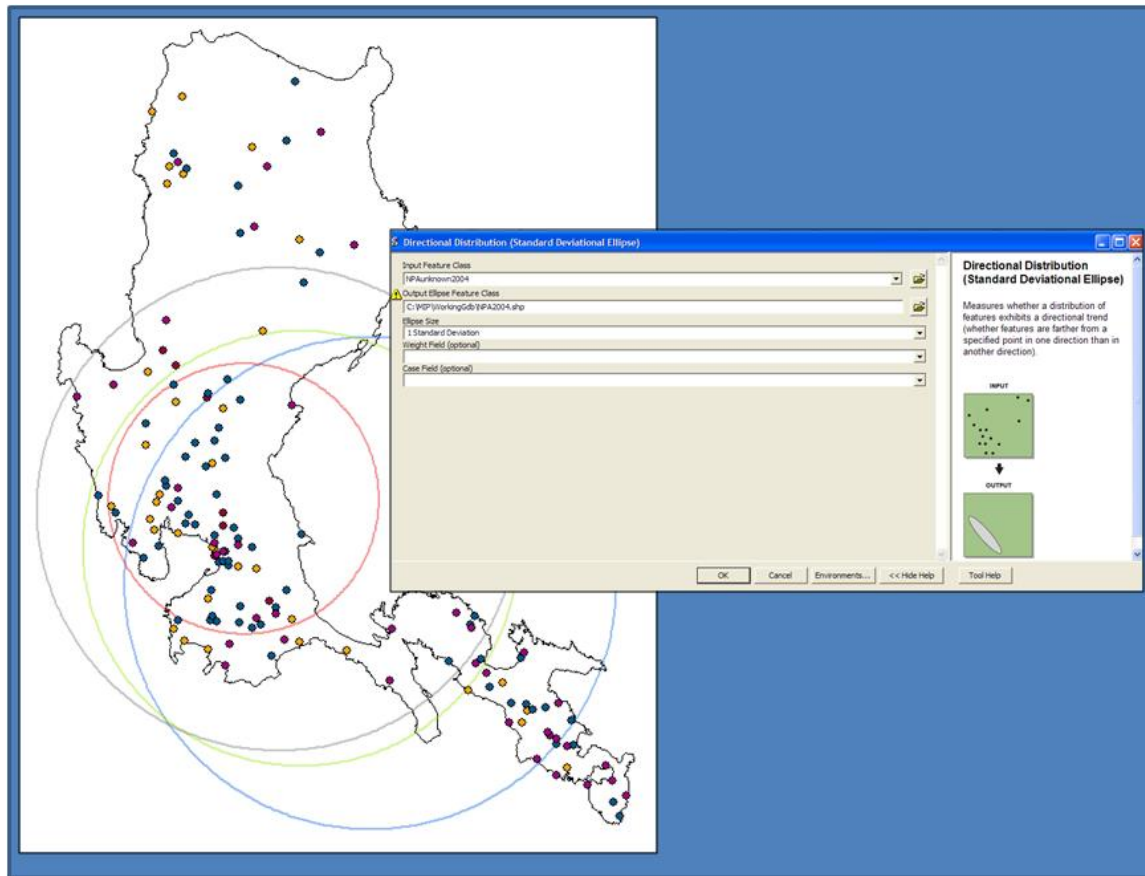 Directional Distribution (Standard Deviational Ellipse)
Input Feature Class
NPAunknown2004
Output Ellipse Feature Class
C:\MIP\WorkingGdb\NPA2004.shp
Ellipse Size
1 Standard Deviation
Weight Field (optional)
Case Field (optional)
OK
Cancel
Environments...
<< Hide Help
Tool Help
Directional Distribution
(Standard Deviational Ellipse)
Measures whether a distribution of
features exhibits a directional trend
(whether features are farther from a
specified point in one direction than in
another direction).
INPUT
OUTPUT